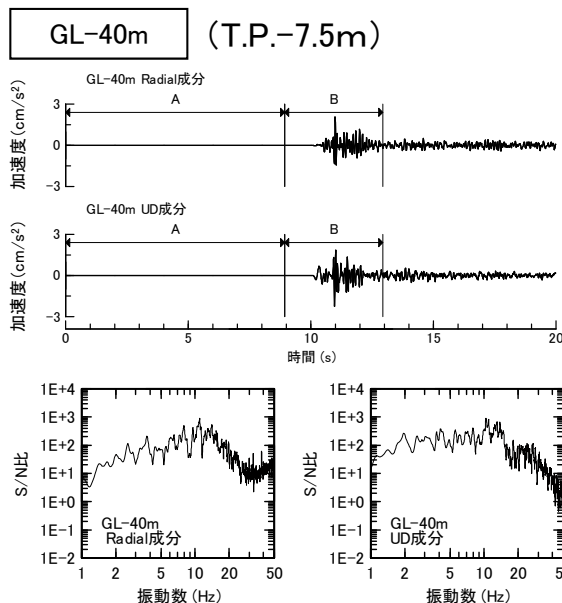 GL-40m (T.P.-7.5m)
GL-40m Radial成分
A B
3
0
-3
加速度(cm/s²)
GL-40m UD成分
A B
3
0
-3
加速度(cm/s²)
0 5 10 15 20
時間(s)
1E+4
1E+3
1E+2
1E+1
1E+0
1E-1
1E-2
S/N比
GL-40m
Radial成分
1 2 5 10 20 50
振動数(Hz)
1E+4
1E+3
1E+2
1E+1
1E+0
1E-1
1E-2
S/N比
GL-40m
UD成分
1 2 5 10 20 50
振動数(Hz)